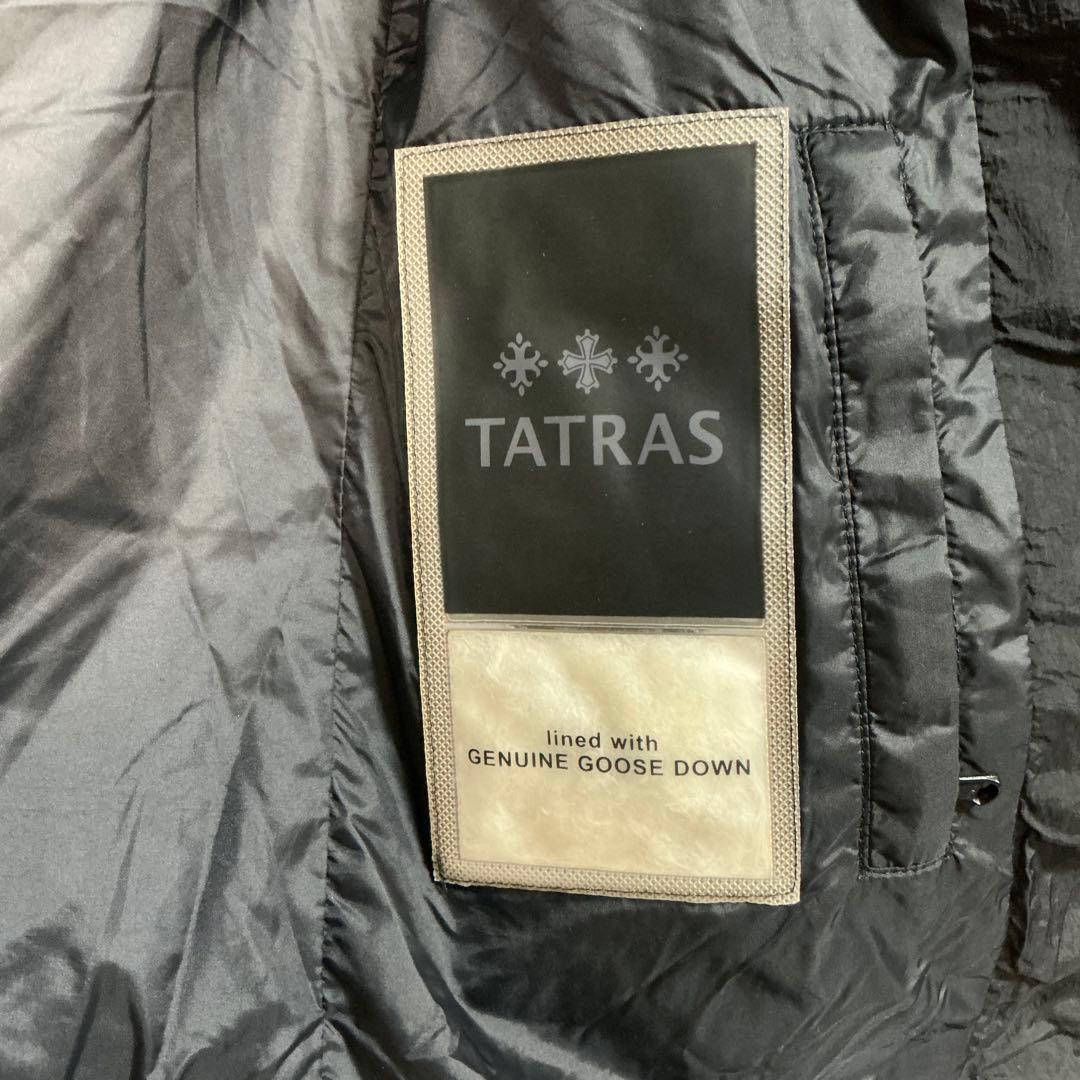 TATRAS
lined with
GENUINE GOOSE DOWN